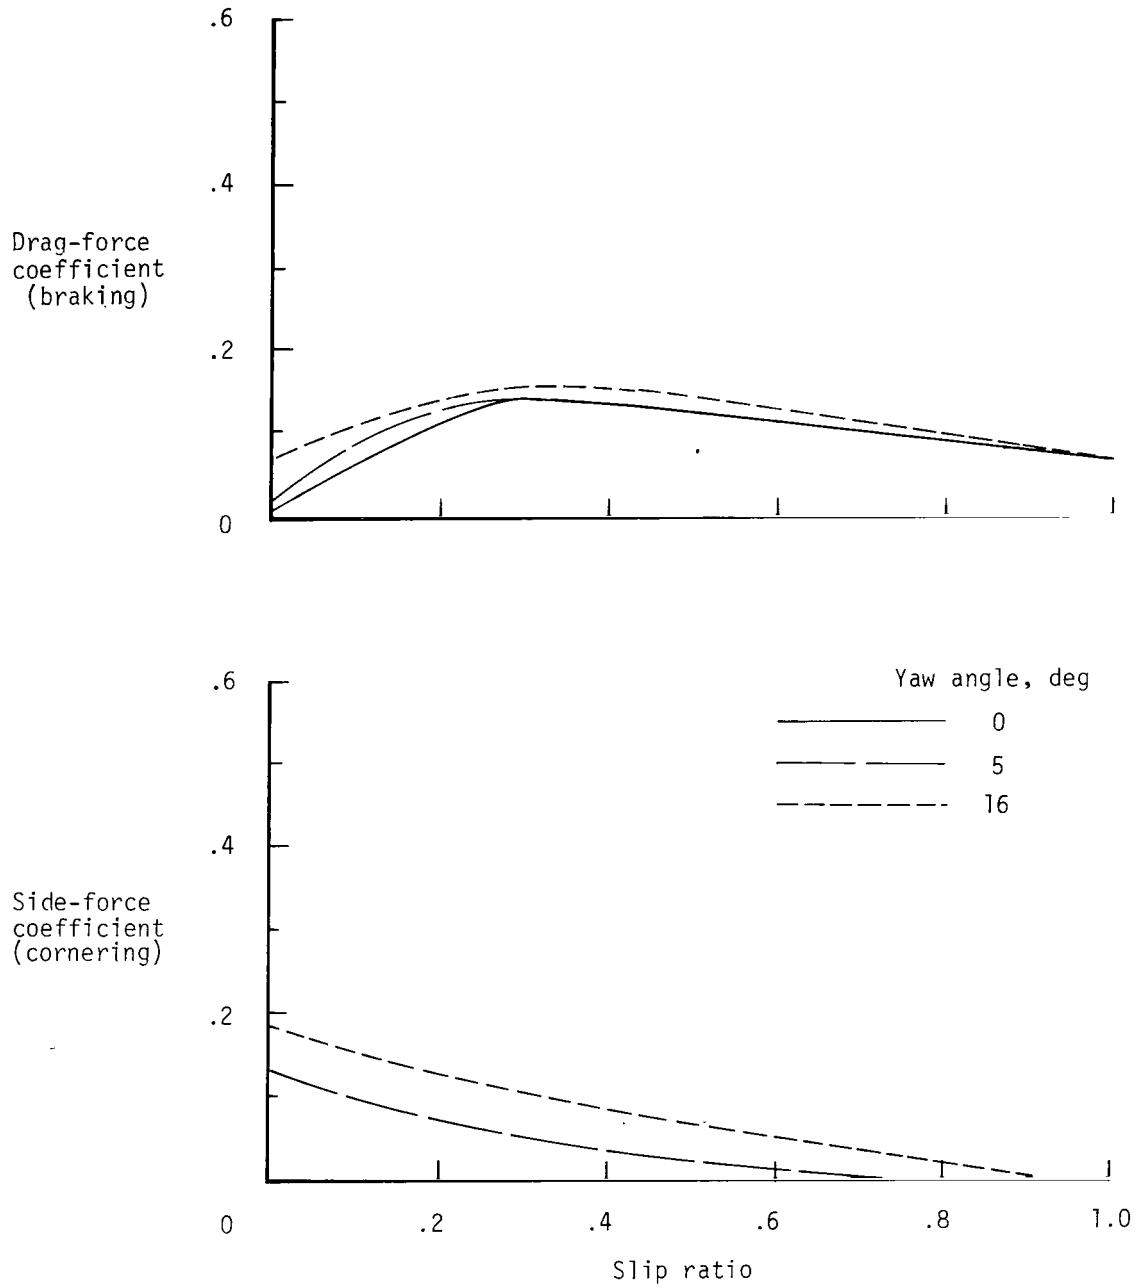 .6
.4
Drag-force
coefficient
(braking)
.2
0
.6
Yaw angle, deg
0
5
16
.4
Side-force
coefficient
(cornering)
.2
0 .2 .4 .6 .8 1.0
Slip ratio